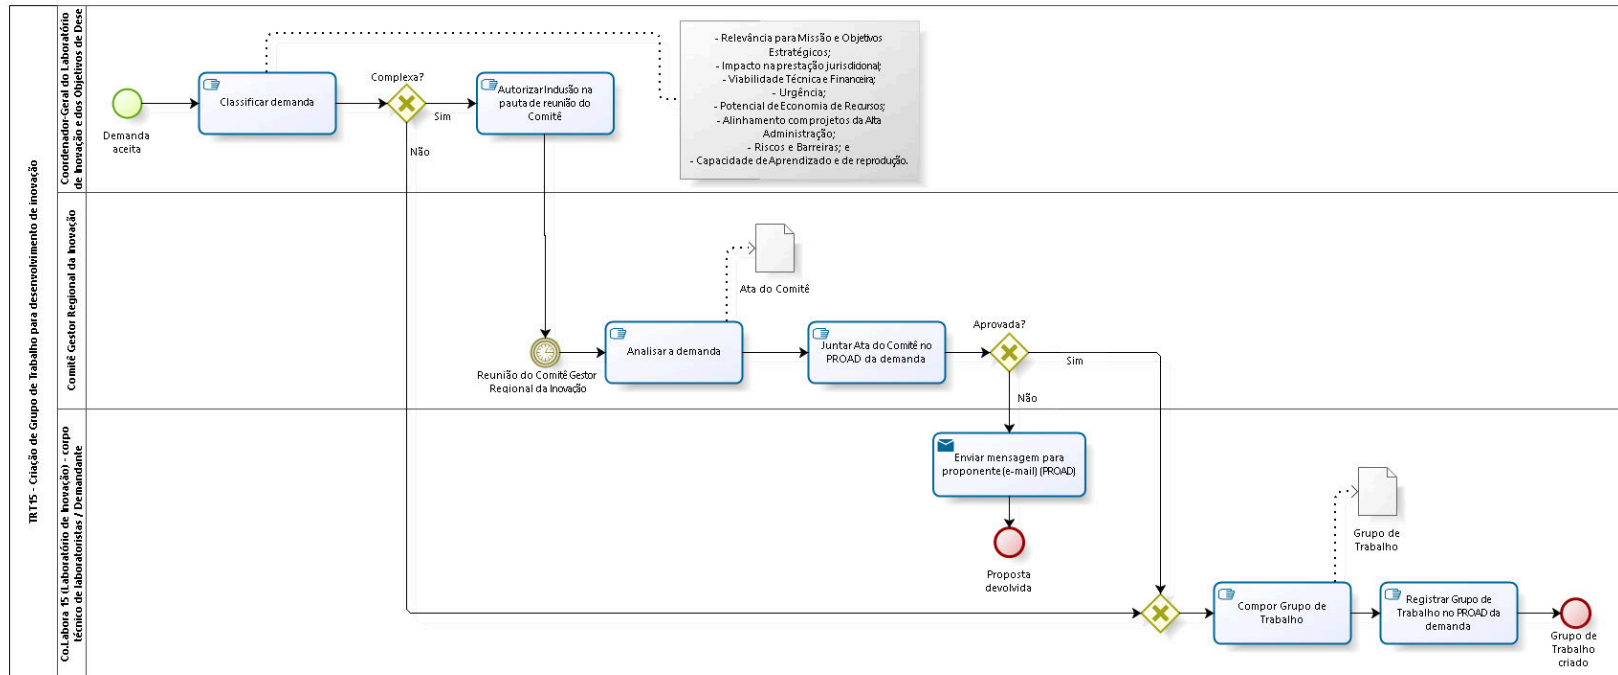 TRT15 - Criação de Grupo de Trabalho para desenvolvimento de inovação
Coordenador-Geral do Laboratório
de Inovação e dos Objetivos de Dese
Demanda
aceita
Classificar demanda
Complexa?
Sim
Não
Autorizar Inclusão na
pauta de reunião do
Comitê
- Relevância para Missão e Objetivos
Estratégicos;
- Impacto na prestação jurisdicional;
- Viabilidade Técnica e Financeira;
- Urgência;
- Potencial de Economia de Recursos;
- Alinhamento com projetos da Alta
Administração;
- Riscos e Barreiras; e
- Capacidade de Aprendizado e de reprodução.
Comitê Gestor Regional da Inovação
Reunião do Comitê Gestor
Regional da Inovação
Analisar a demanda
Ata do Comitê
Juntar Ata do Comitê no
PROAD da demanda
Aprovada?
Sim
Não
Co.Labora 15 (Laboratório de Inovação) - corpo
técnico de laboratoristas / Demandante
Enviar mensagem para
proponente (e-mail) (PROAD)
Proposta
devolvida
Compor Grupo de
Trabalho
Grupo de
Trabalho
Registrar Grupo de
Trabalho no PROAD da
demanda
Grupo de
Trabalho
criado